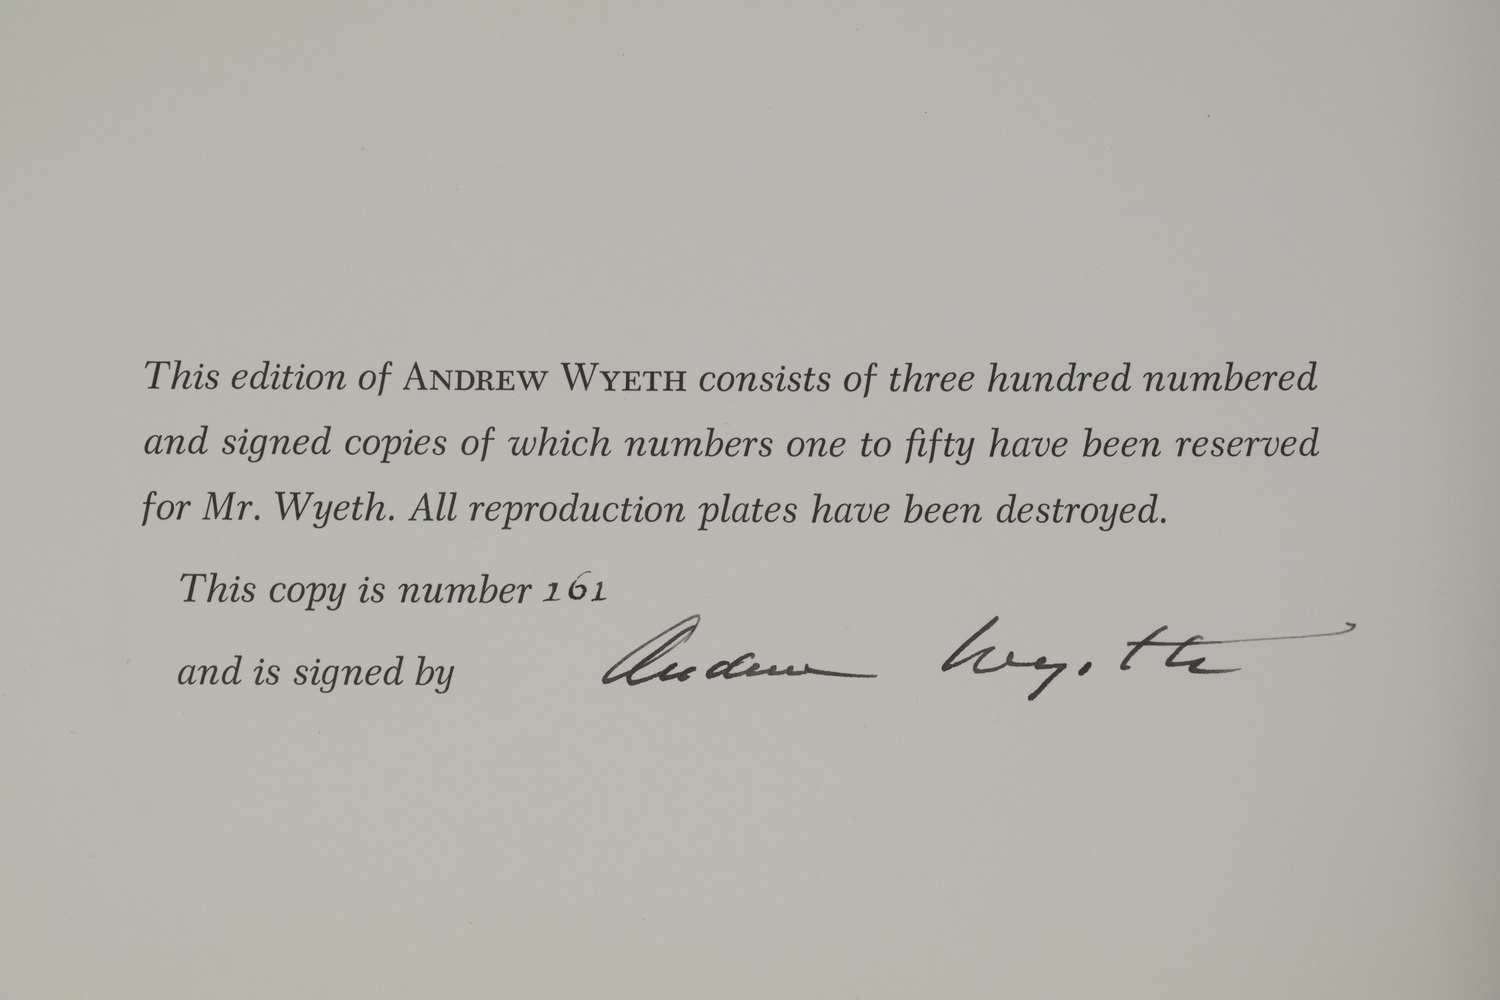 This edition of ANDREW WYETH consists of three hundred numbered
and signed copies of which numbers one to fifty have been reserved
for Mr. Wyeth. All reproduction plates have been destroyed.
This copy is number 161
and is signed by Andrew Wyeth